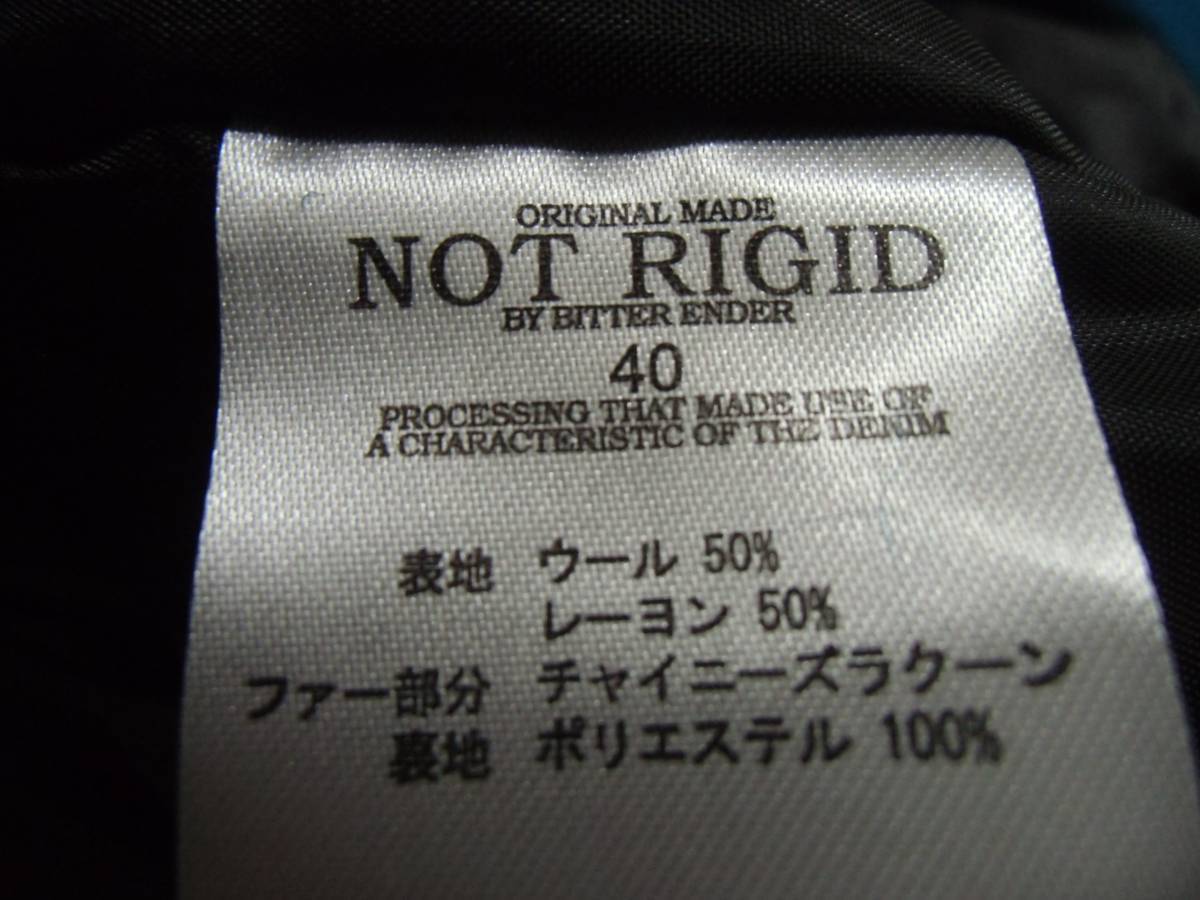 ORIGINAL MADE
NOT RIGID
BY BITTER ENDER
40
PROCESSING THAT MADE USE OF
A CHARACTERISTIC OF THE DENIM
表地 ウール 50%
レーヨン 50%
ファー部分 チャイニーズラクーン
裏地 ポリエステル 100%